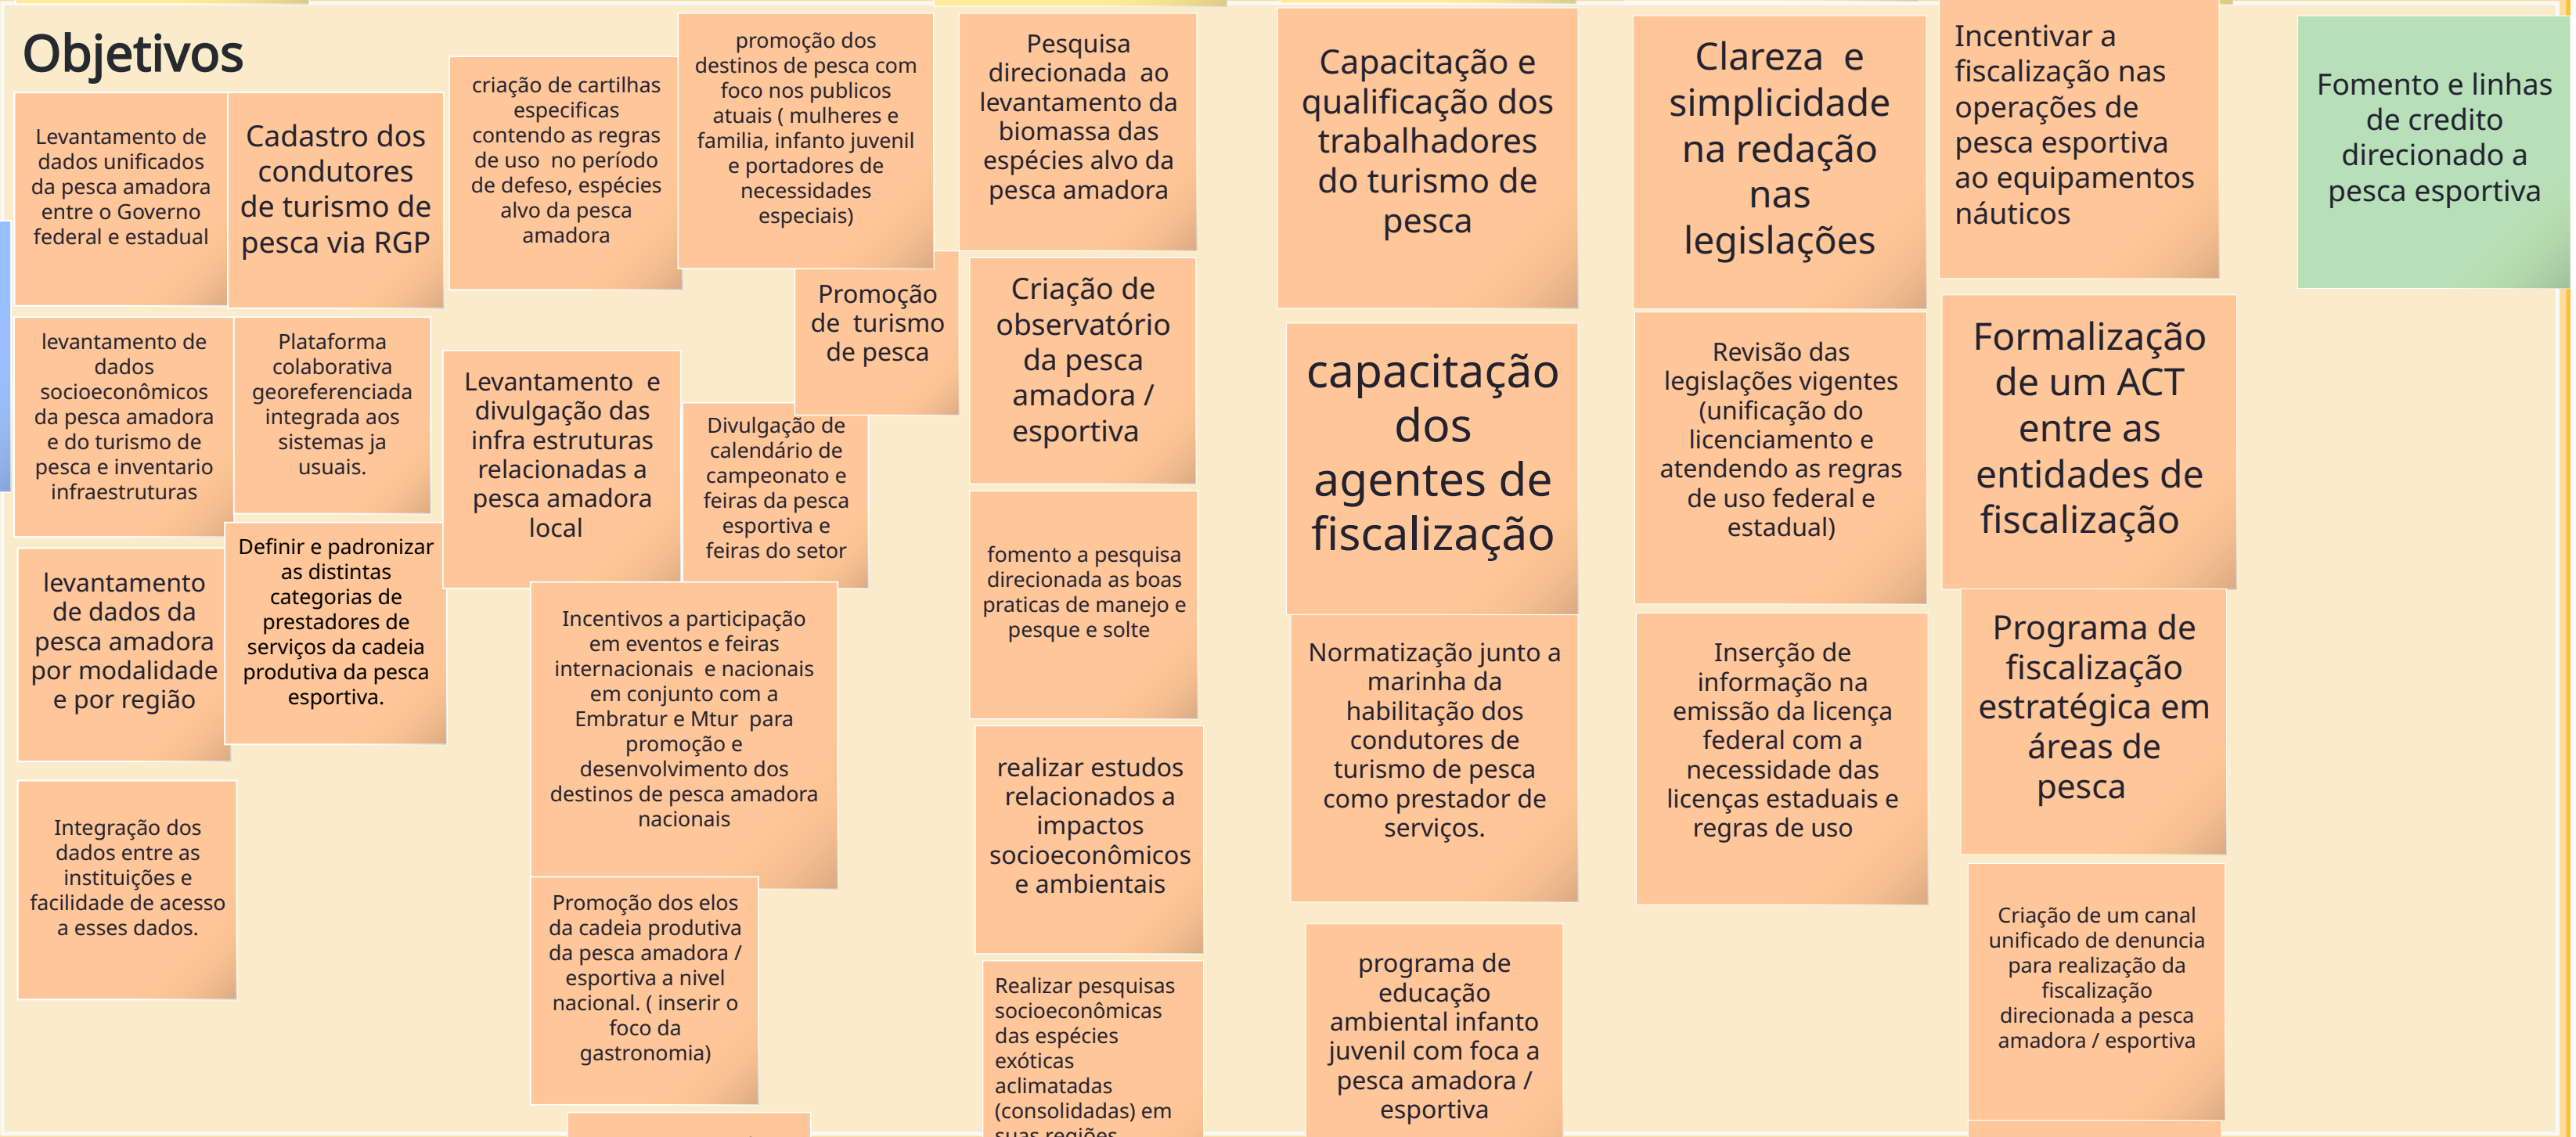 Objetivos
Levantamento de
dados unificados
da pesca amadora
entre o Governo
federal e estadual
Cadastro dos
condutores
de turismo de
pesca via RGP
levantamento de
dados
socioeconômicos
da pesca amadora
e do turismo de
pesca e inventario
infraestruturas
Plataforma
colaborativa
georeferenciada
integrada aos
sistemas ja
usuais.
levantamento
de dados da
pesca amadora
por modalidade
e por região
Definir e padronizar
as distintas
categorias de
prestadores de
serviços da cadeia
produtiva da pesca
esportiva.
Integração dos
dados entre as
instituições e
facilidade de acesso
a esses dados.
criação de cartilhas
especificas
contendo as regras
de uso no período
de defeso, espécies
alvo da pesca
amadora
promoção dos
destinos de pesca com
foco nos publicos
atuais ( mulheres e
familia, infanto juvenil
e portadores de
necessidades
especiais)
Promoção
de turismo
de pesca
Levantamento e
divulgação das
infra estruturas
relacionadas a
pesca amadora
local
Divulgação de
calendário de
campeonato e
feiras da pesca
esportiva e
feiras do setor
Incentivos a participação
em eventos e feiras
internacionais e nacionais
em conjunto com a
Embratur e Mtur para
promoção e
desenvolvimento dos
destinos de pesca amadora
nacionais
Promoção dos elos
da cadeia produtiva
da pesca amadora /
esportiva a nivel
nacional. ( inserir o
foco da
gastronomia)
Pesquisa
direcionada ao
levantamento da
biomassa das
espécies alvo da
pesca amadora
Criação de
observatório
da pesca
amadora /
esportiva
fomento a pesquisa
direcionada as boas
praticas de manejo e
pesque e solte
realizar estudos
relacionados a
impactos
socioeconômicos
e ambientais
Realizar pesquisas
socioeconômicas
das espécies
exóticas
aclimatadas
(consolidadas) em
suas regiões
Capacitação e
qualificação dos
trabalhadores
do turismo de
pesca
capacitação
dos
agentes de
fiscalização
Normatização junto a
marinha da
habilitação dos
condutores de
turismo de pesca
como prestador de
serviços.
programa de
educação
ambiental infanto
juvenil com foca a
pesca amadora /
esportiva
Clareza e
simplicidade
na redação
nas
legislações
Revisão das
legislações vigentes
(unificação do
licenciamento e
atendendo as regras
de uso federal e
estadual)
Inserção de
informação na
emissão da licença
federal com a
necessidade das
licenças estaduais e
regras de uso
Incentivar a
fiscalização nas
operações de
pesca esportiva
ao equipamentos
náuticos
Formalização
de um ACT
entre as
entidades de
fiscalização
Programa de
fiscalização
estratégica em
áreas de
pesca
Criação de um canal
unificado de denuncia
para realização da
fiscalização
direcionada a pesca
amadora / esportiva
Fomento e linhas
de credito
direcionado a
pesca esportiva